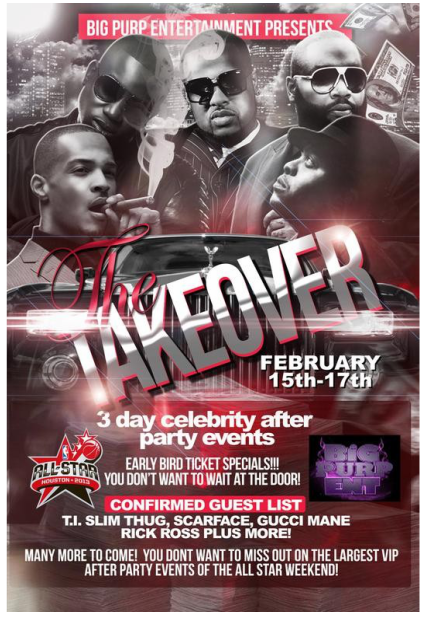 BIG PURP ENTERTAINMENT PRESENTS
The
TAKEOVER
FEBRUARY
15th-17th
3 day celebrity after
party events
EARLY BIRD TICKET SPECIALS!!!
YOU DON'T WANT TO WAIT AT THE DOOR!
ALL-STAR
HOUSTON • 2013
BIG
PURP
ENT
CONFIRMED GUEST LIST
T.I. SLIM THUG, SCARFACE, GUCCI MANE
RICK ROSS PLUS MORE!
MANY MORE TO COME! YOU DONT WANT TO MISS OUT ON THE LARGEST VIP
AFTER PARTY EVENTS OF THE ALL STAR WEEKEND!